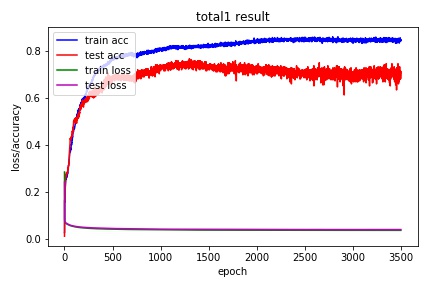 total1 result
train acc
test acc
train loss
test loss
loss/accuracy
0.8
0.6
0.4
0.2
0.0
0
500
1000
1500
2000
2500
3000
3500
epoch